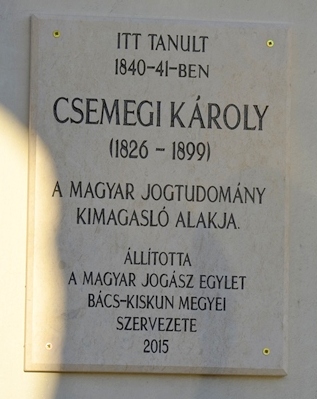 ITT TANULT
1840-41-BEN
CSEMEGI KÁROLY
(1826 - 1899)
A MAGYAR JOGTUDOMÁNY
KIMAGASLÓ ALAKJA.
ÁLLÍTOTTA
A MAGYAR JOGÁSZ EGYLET
BÁCS-KISKUN MEGYEI
SZERVEZETE
2015